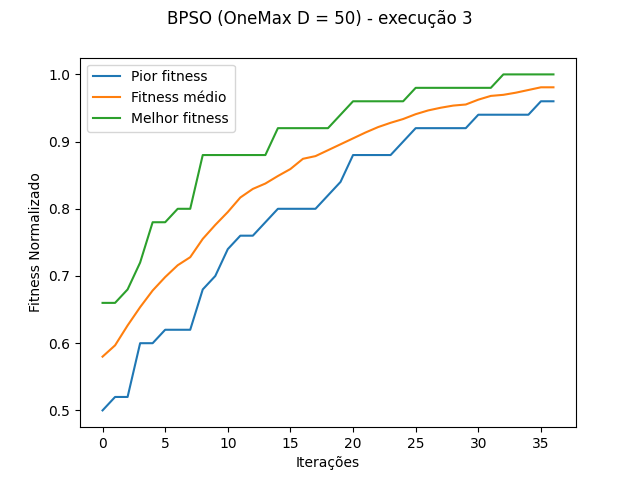 BPSO (OneMax D = 50) - execução 3
Pior fitness
Fitness médio
Melhor fitness
Fitness Normalizado
1.0
0.9
0.8
0.7
0.6
0.5
0
5
10
15
20
25
30
35
Iterações